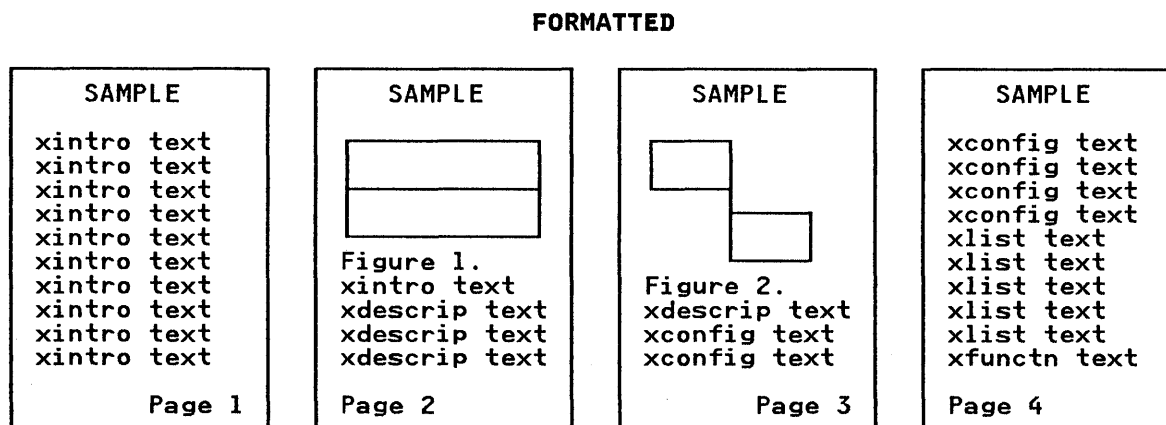 FORMATTED
SAMPLE
xintro text
xintro text
xintro text
xintro text
xintro text
xintro text
xintro text
xintro text
xintro text
xintro text
Page 1
SAMPLE
Figure 1.
xintro text
xdescrip text
xdescrip text
xdescrip text
Page 2
SAMPLE
Figure 2.
xdescrip text
xconfig text
xconfig text
Page 3
SAMPLE
xconfig text
xconfig text
xconfig text
xconfig text
xlist text
xlist text
xlist text
xlist text
xlist text
xfunctn text
Page 4